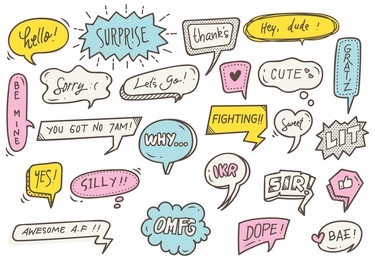 hello!
SURPRISE
thanks
Hey, dude!
GRATZ
Sorry :(
Let's Go!
CUTE
BE MINE
YOU GOT NO JAM!
WHY...
FIGHTING!!
Sweet
LIT
YES!
SILLY!!
IKR
SIR!
AWESOME A.F !!
OMFG
DOPE!
BAE!